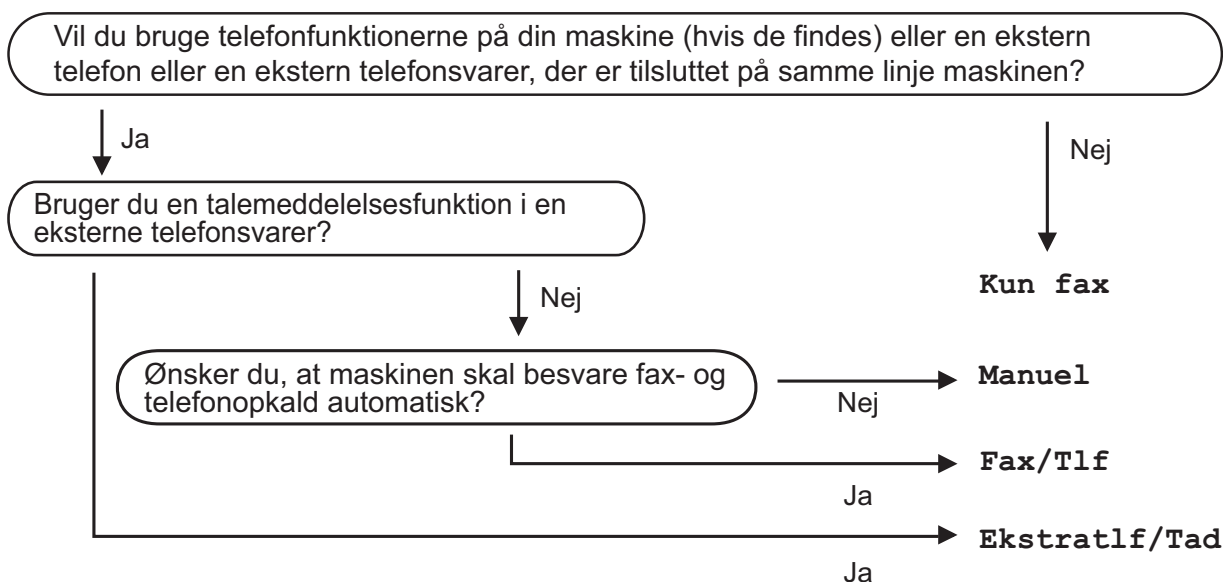 Vil du bruge telefonfunktionerne på din maskine (hvis de findes) eller en ekstern
telefon eller en ekstern telefonsvarer, der er tilsluttet på samme linje maskinen?
Ja
Nej
Bruger du en talemeddelelsesfunktion i en
eksterne telefonsvarer?
Kun fax
Nej
Ønsker du, at maskinen skal besvare fax- og
telefonopkald automatisk?
Nej
Manuel
Fax/Tlf
Ja
Ekstratlf/Tad
Ja